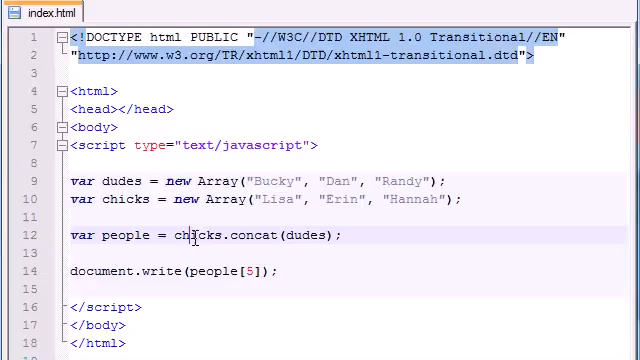 index.html
1 <!DOCTYPE html PUBLIC "-//W3C//DTD XHTML 1.0 Transitional//EN"
2 "http://www.w3.org/TR/xhtml1/DTD/xhtml1-transitional.dtd">
3
4 <html>
5 <head></head>
6 <body>
7 <script type="text/javascript">
8
9 var dudes = new Array("Bucky", "Dan", "Randy");
10 var chicks = new Array("Lisa", "Erin", "Hannah");
11
12 var people = chicks.concat(dudes);
13
14 document.write(people[5]);
15
16 </script>
17 </body>
18 </html>